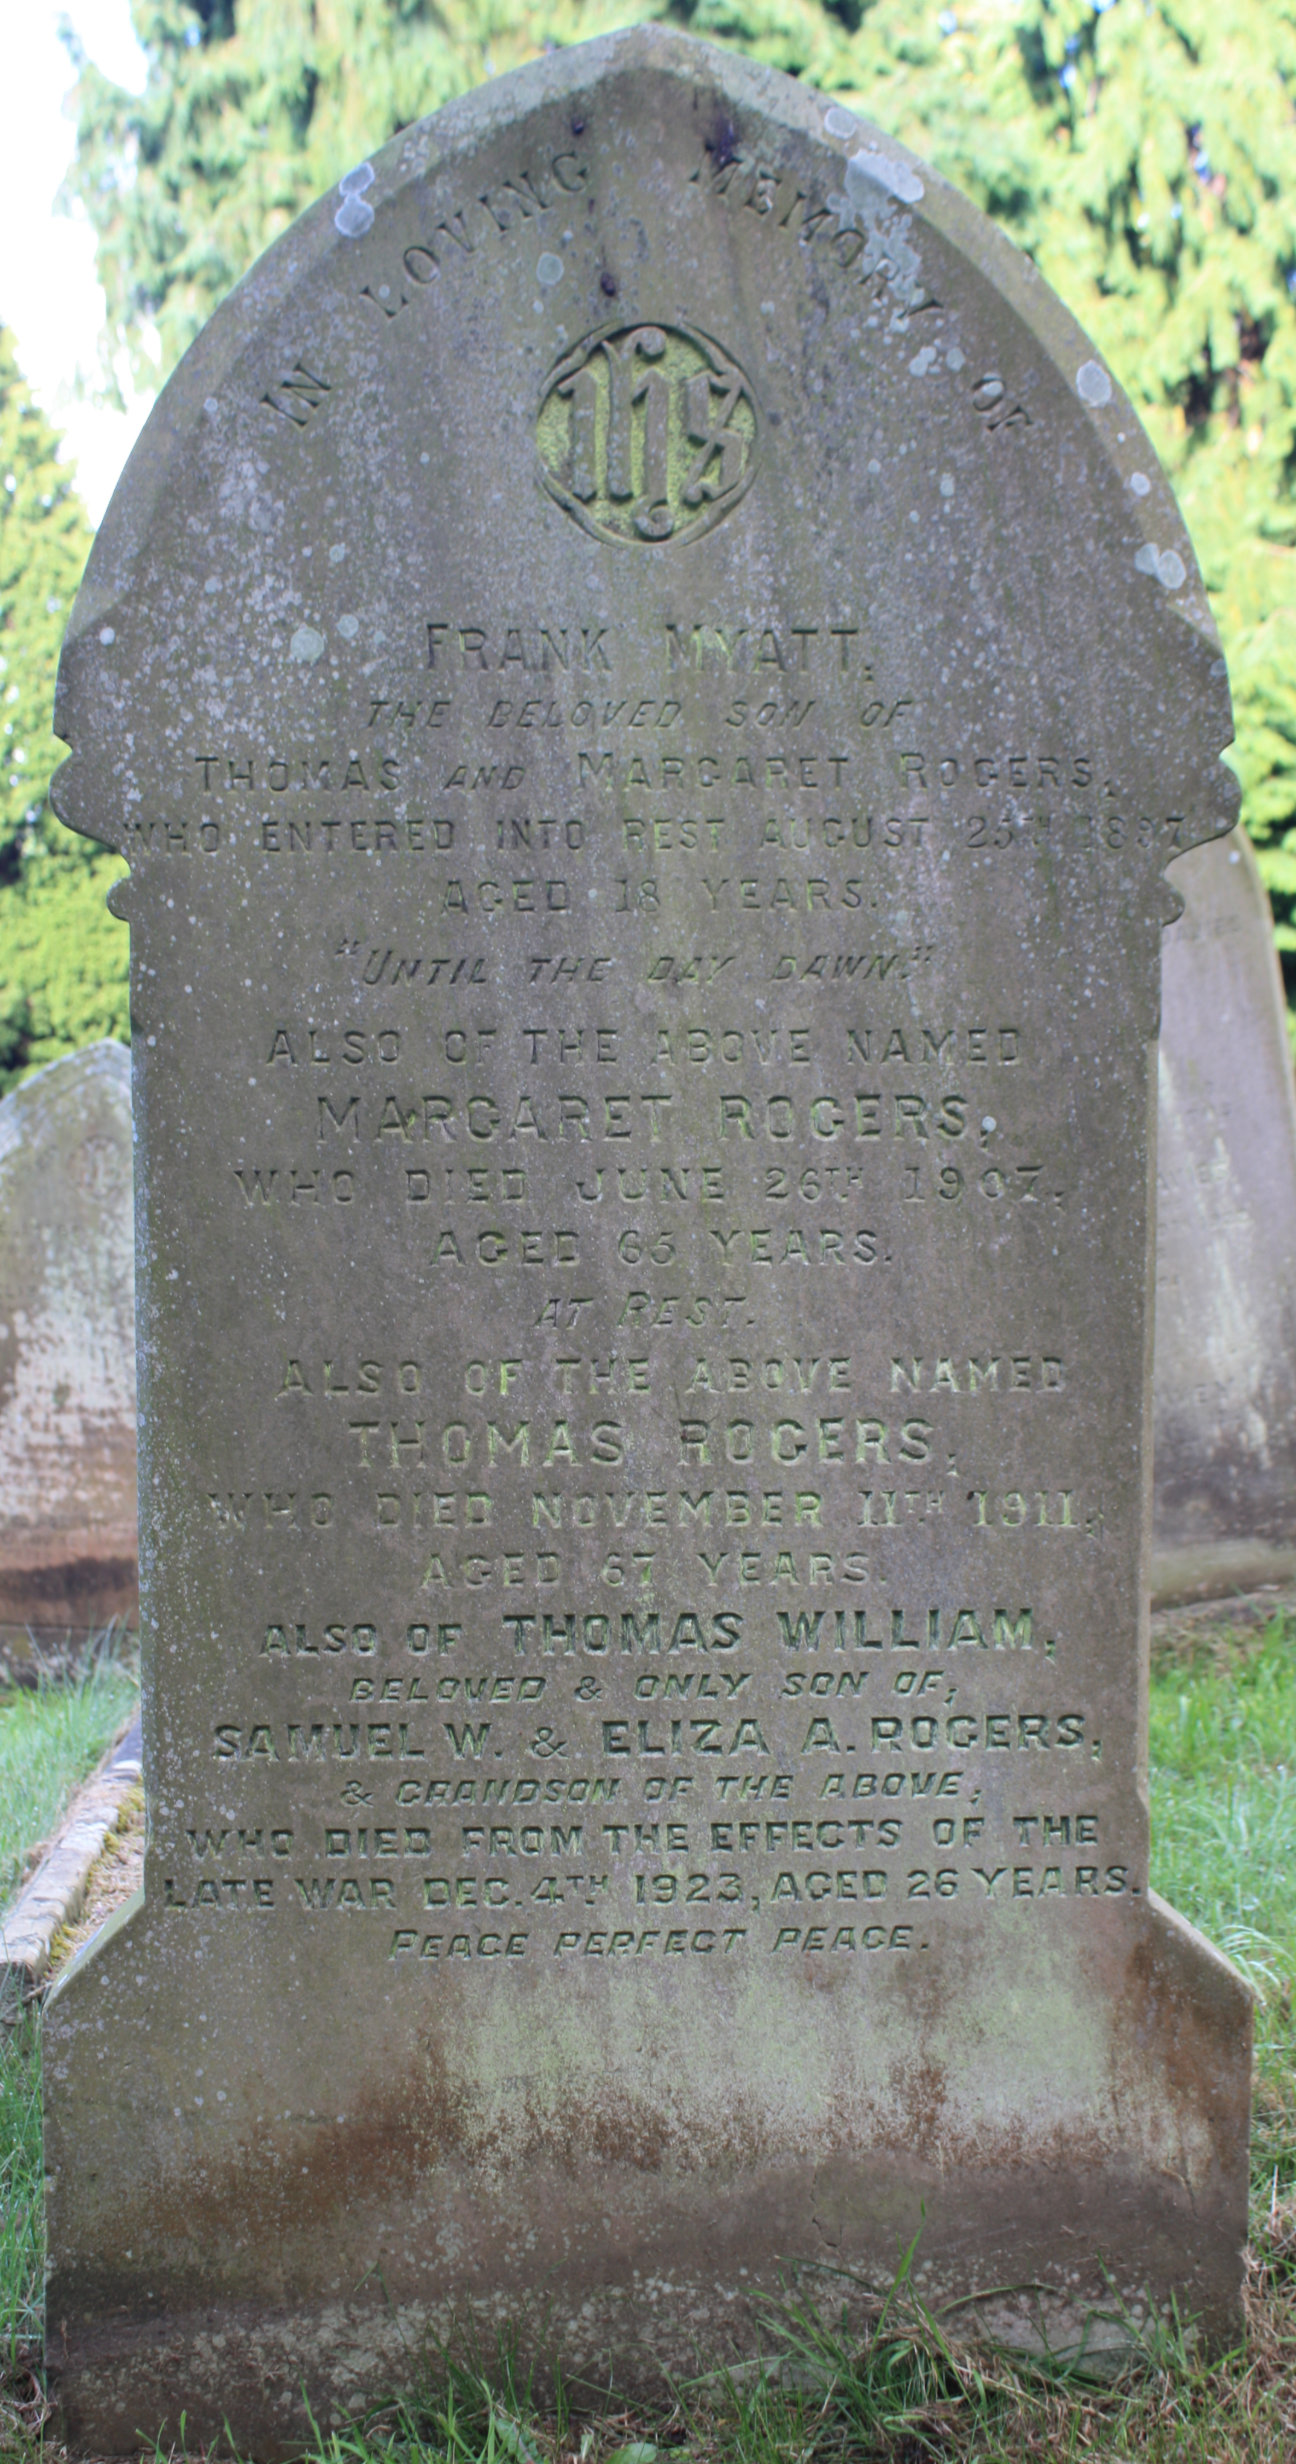 IN LOVING MEMORY OF
IHS
FRANK MYATT,
THE BELOVED SON OF
THOMAS AND MARGARET ROGERS,
WHO ENTERED INTO REST AUGUST 25TH 1897
AGED 18 YEARS.
"UNTIL THE DAY DAWN."
ALSO OF THE ABOVE NAMED
MARGARET ROGERS,
WHO DIED JUNE 26TH 1907,
AGED 65 YEARS.
AT REST.
ALSO OF THE ABOVE NAMED
THOMAS ROGERS,
WHO DIED NOVEMBER 11TH 1911,
AGED 67 YEARS.
ALSO OF THOMAS WILLIAM,
BELOVED & ONLY SON OF,
SAMUEL W. & ELIZA A. ROGERS,
& GRANDSON OF THE ABOVE,
WHO DIED FROM THE EFFECTS OF THE
LATE WAR DEC. 4TH 1923, AGED 26 YEARS.
PEACE PERFECT PEACE.